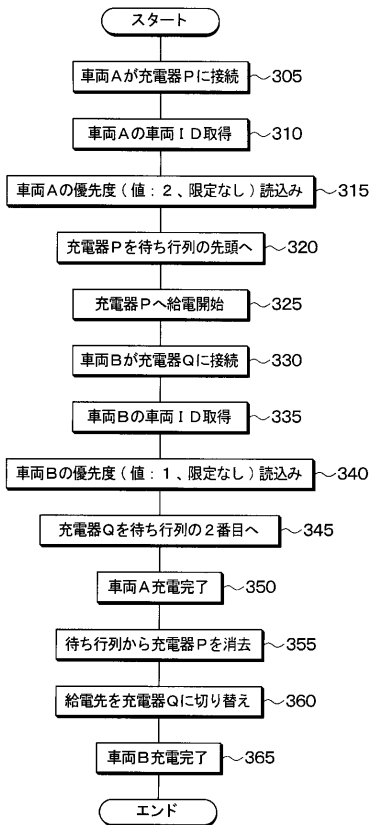 スタート
車両Aが充電器Pに接続 305
車両Aの車両ID取得 310
車両Aの優先度(値:2、限定なし)読込み 315
充電器Pを待ち行列の先頭へ 320
充電器Pへ給電開始 325
車両Bが充電器Qに接続 330
車両Bの車両ID取得 335
車両Bの優先度(値:1、限定なし)読込み 340
充電器Qを待ち行列の2番目へ 345
車両A充電完了 350
待ち行列から充電器Pを消去 355
給電先を充電器Qに切り替え 360
車両B充電完了 365
エンド